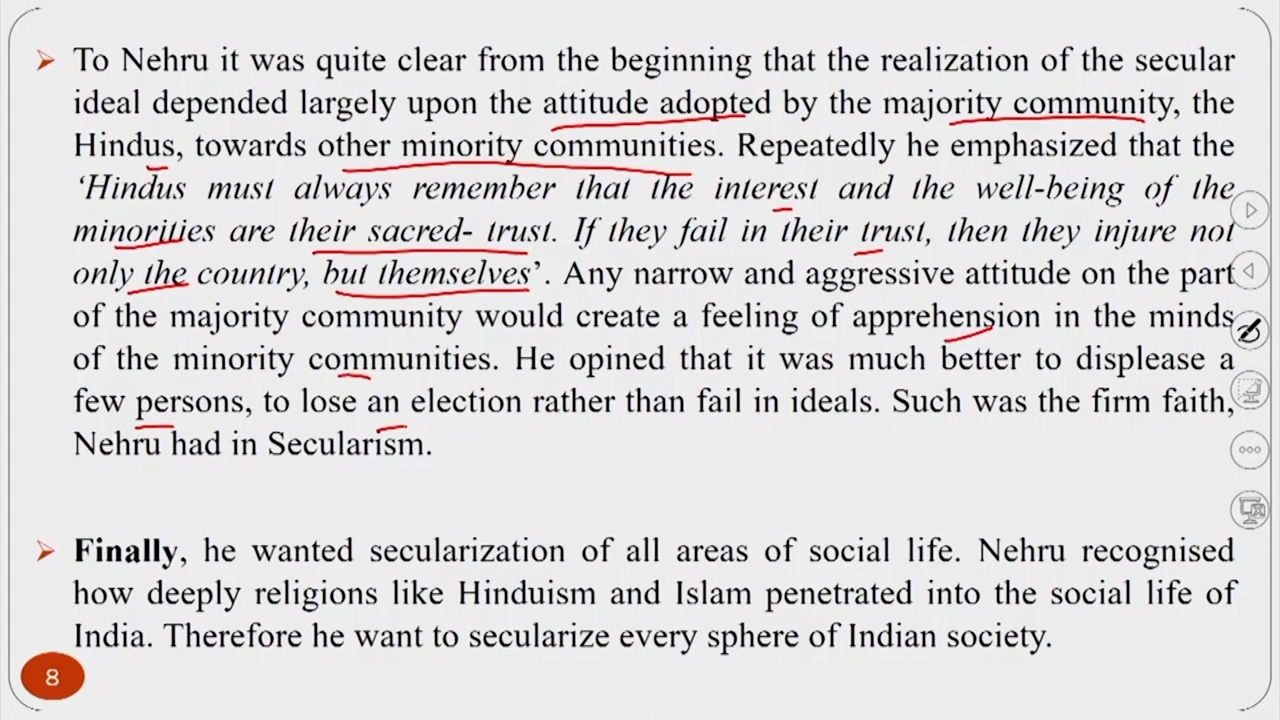 To Nehru it was quite clear from the beginning that the realization of the secular
ideal depended largely upon the attitude adopted by the majority community, the
Hindus, towards other minority communities. Repeatedly he emphasized that the
‘Hindus must always remember that the interest and the well-being of the
minorities are their sacred- trust. If they fail in their trust, then they injure not
only the country, but themselves’. Any narrow and aggressive attitude on the part
of the majority community would create a feeling of apprehension in the minds
of the minority communities. He opined that it was much better to displease a
few persons, to lose an election rather than fail in ideals. Such was the firm faith,
Nehru had in Secularism.
Finally, he wanted secularization of all areas of social life. Nehru recognised
how deeply religions like Hinduism and Islam penetrated into the social life of
India. Therefore he want to secularize every sphere of Indian society.
8